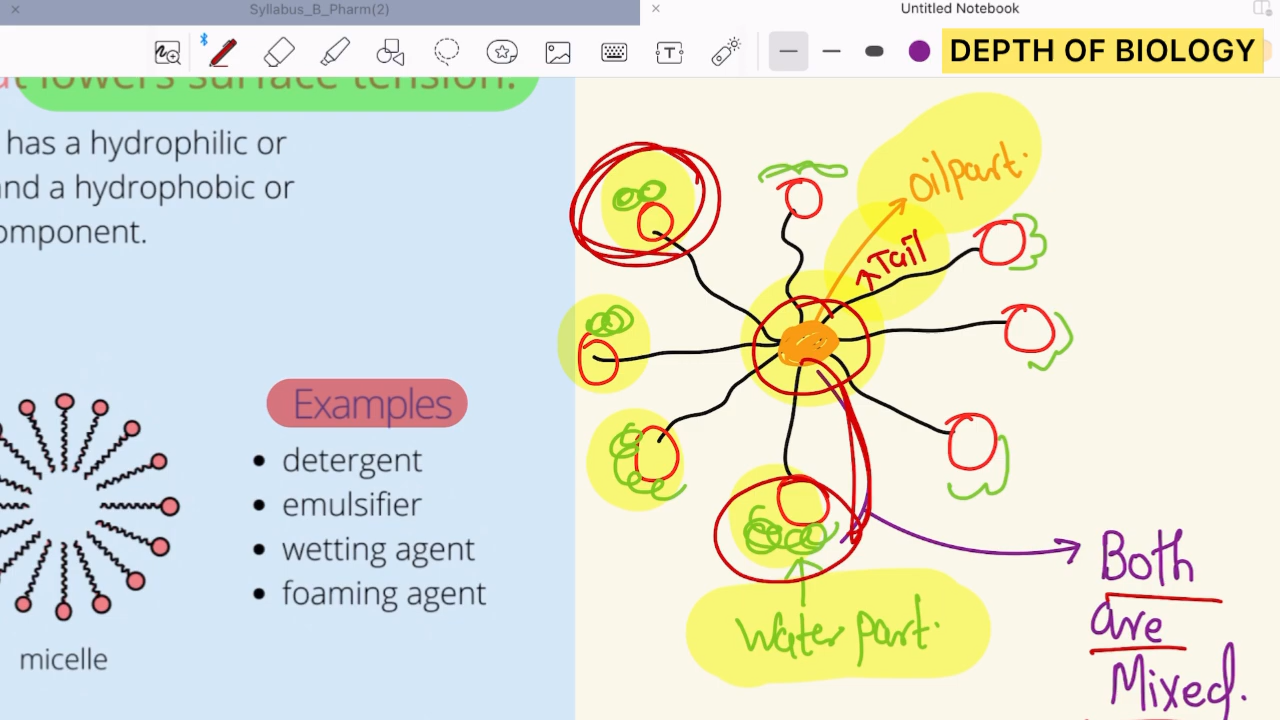 Syllabus_B_Pharm(2)
Untitled Notebook
DEPTH OF BIOLOGY
T
lowers surface tension.
has a hydrophilic or
and a hydrophobic or
omponent.
Examples
detergent
emulsifier
wetting agent
foaming agent
micelle
oilpart.
Tail
Water part.
Both
are
Mixed.